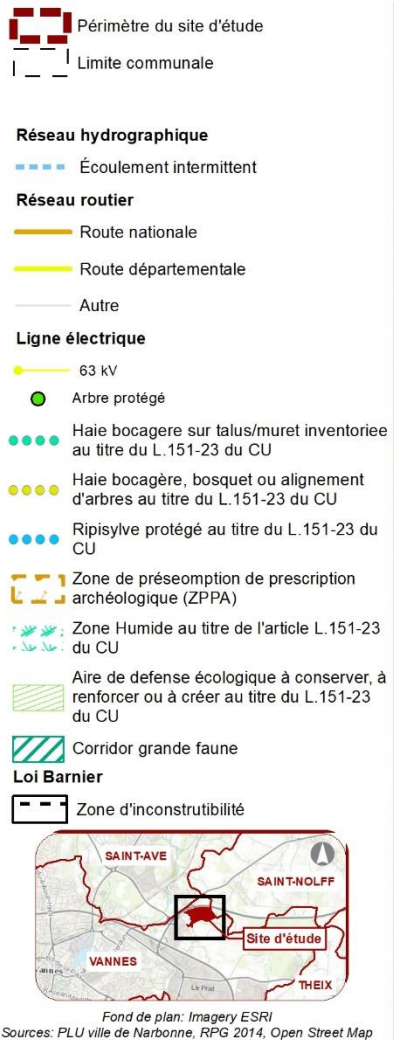 Périmètre du site d'étude
Limite communale
Réseau hydrographique
Écoulement intermittent
Réseau routier
Route nationale
Route départementale
Autre
Ligne électrique
63 kV
Arbre protégé
Haie bocagere sur talus/muret inventoriee
au titre du L.151-23 du CU
Haie bocagère, bosquet ou alignement
d'arbres au titre du L.151-23 du CU
Ripisylve protégé au titre du L.151-23 du
CU
Zone de préseomption de prescription
archéologique (ZPPA)
Zone Humide au titre de l'article L.151-23
du CU
Aire de defense écologique à conserver, à
renforcer ou à créer au titre du L.151-23
du CU
Corridor grande faune
Loi Barnier
Zone d'inconstrutibilité
SAINT-AVE
SAINT-NOLFF
Site d'étude
VANNES
Le Prat
THEIX
Fond de plan: Imagery ESRI
Sources: PLU ville de Narbonne, RPG 2014, Open Street Map